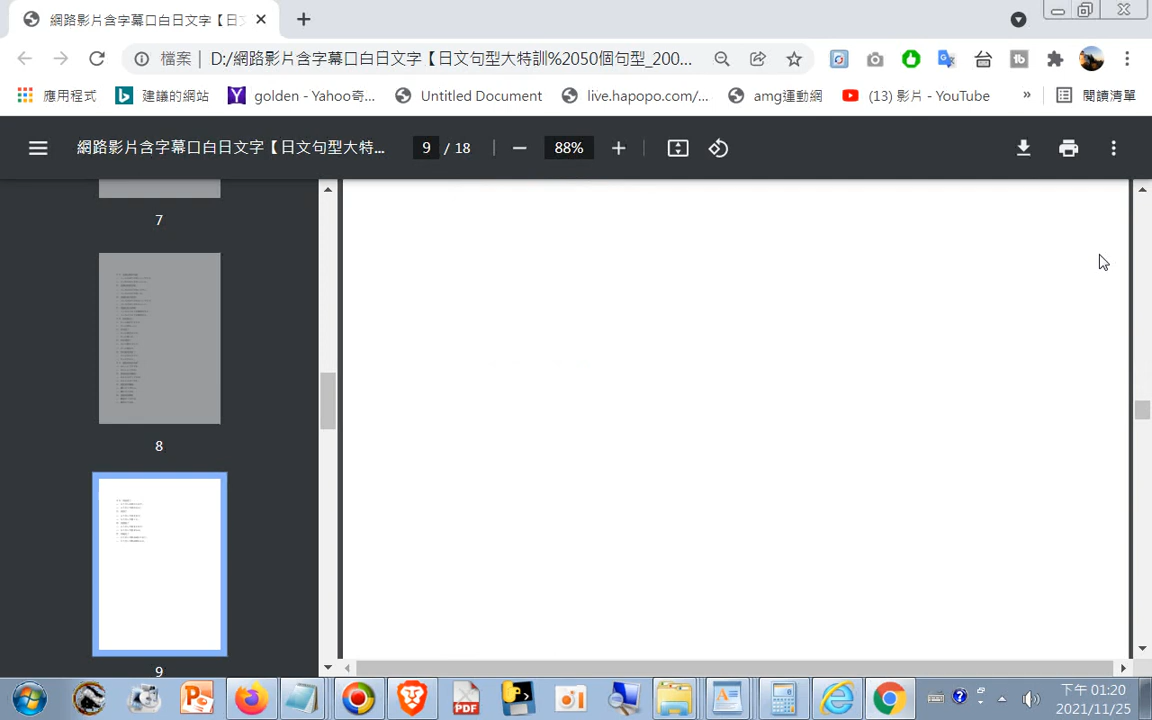 網路影片含字幕口白日文字【日
檔案 | D:/網路影片含字幕口白日文字【日文句型大特訓%2050個句型_200...
應用程式 建議的網站 golden - Yahoo奇... Untitled Document live.hapopo.com/... amg運動網 (13) 影片 - YouTube » 閱讀清單
網路影片含字幕口白日文字【日文句型大特... 9 / 18 88%
7
8
9
下午 01:20
2021/11/25